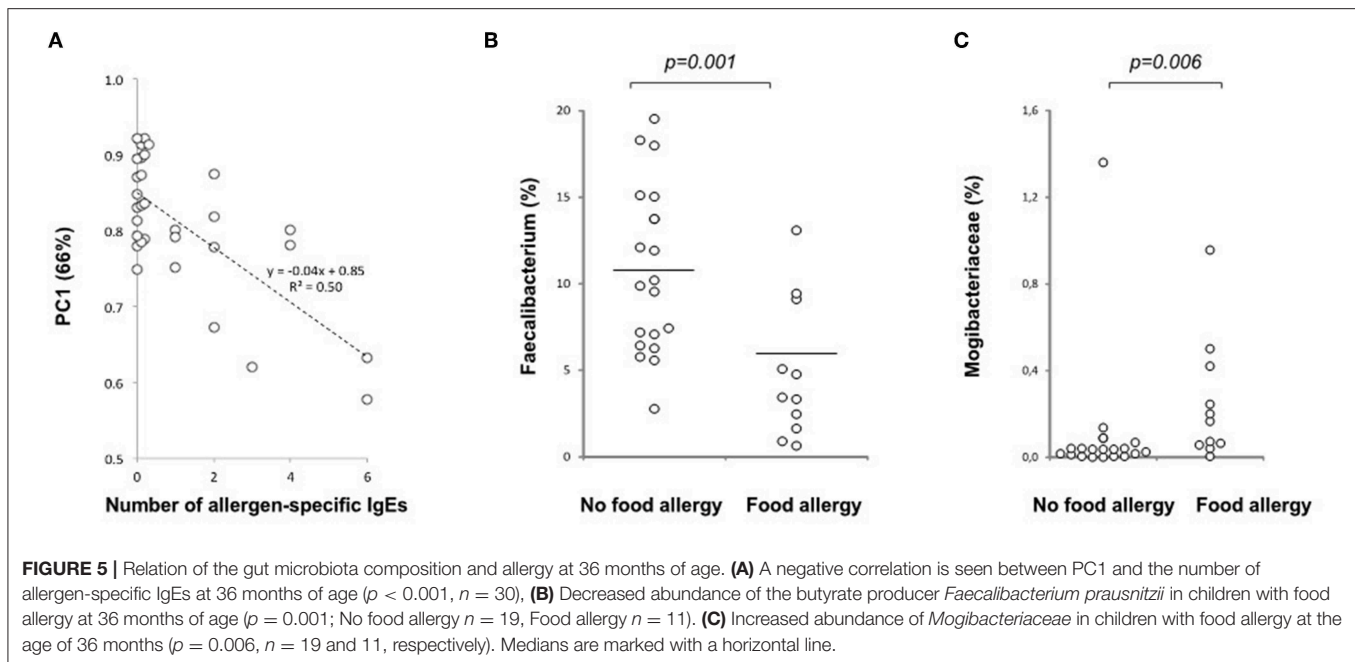 A
PC1 (66%)
1.0
0.9
0.8
0.7
0.6
0.5
y = -0.04x + 0.85
R² = 0.50
0 2 4 6
Number of allergen-specific IgEs
B
p=0.001
Faecalibacterium (%)
20
15
10
5
0
No food allergy Food allergy
C
p=0.006
Mogibacteriaceae (%)
1,6
1,2
0,8
0,4
0,0
No food allergy Food allergy
FIGURE 5 | Relation of the gut microbiota composition and allergy at 36 months of age. (A) A negative correlation is seen between PC1 and the number of
allergen-specific IgEs at 36 months of age (p < 0.001, n = 30), (B) Decreased abundance of the butyrate producer Faecalibacterium prausnitzii in children with food
allergy at 36 months of age (p = 0.001; No food allergy n = 19, Food allergy n = 11). (C) Increased abundance of Mogibacteriaceae in children with food allergy at the
age of 36 months (p = 0.006, n = 19 and 11, respectively). Medians are marked with a horizontal line.